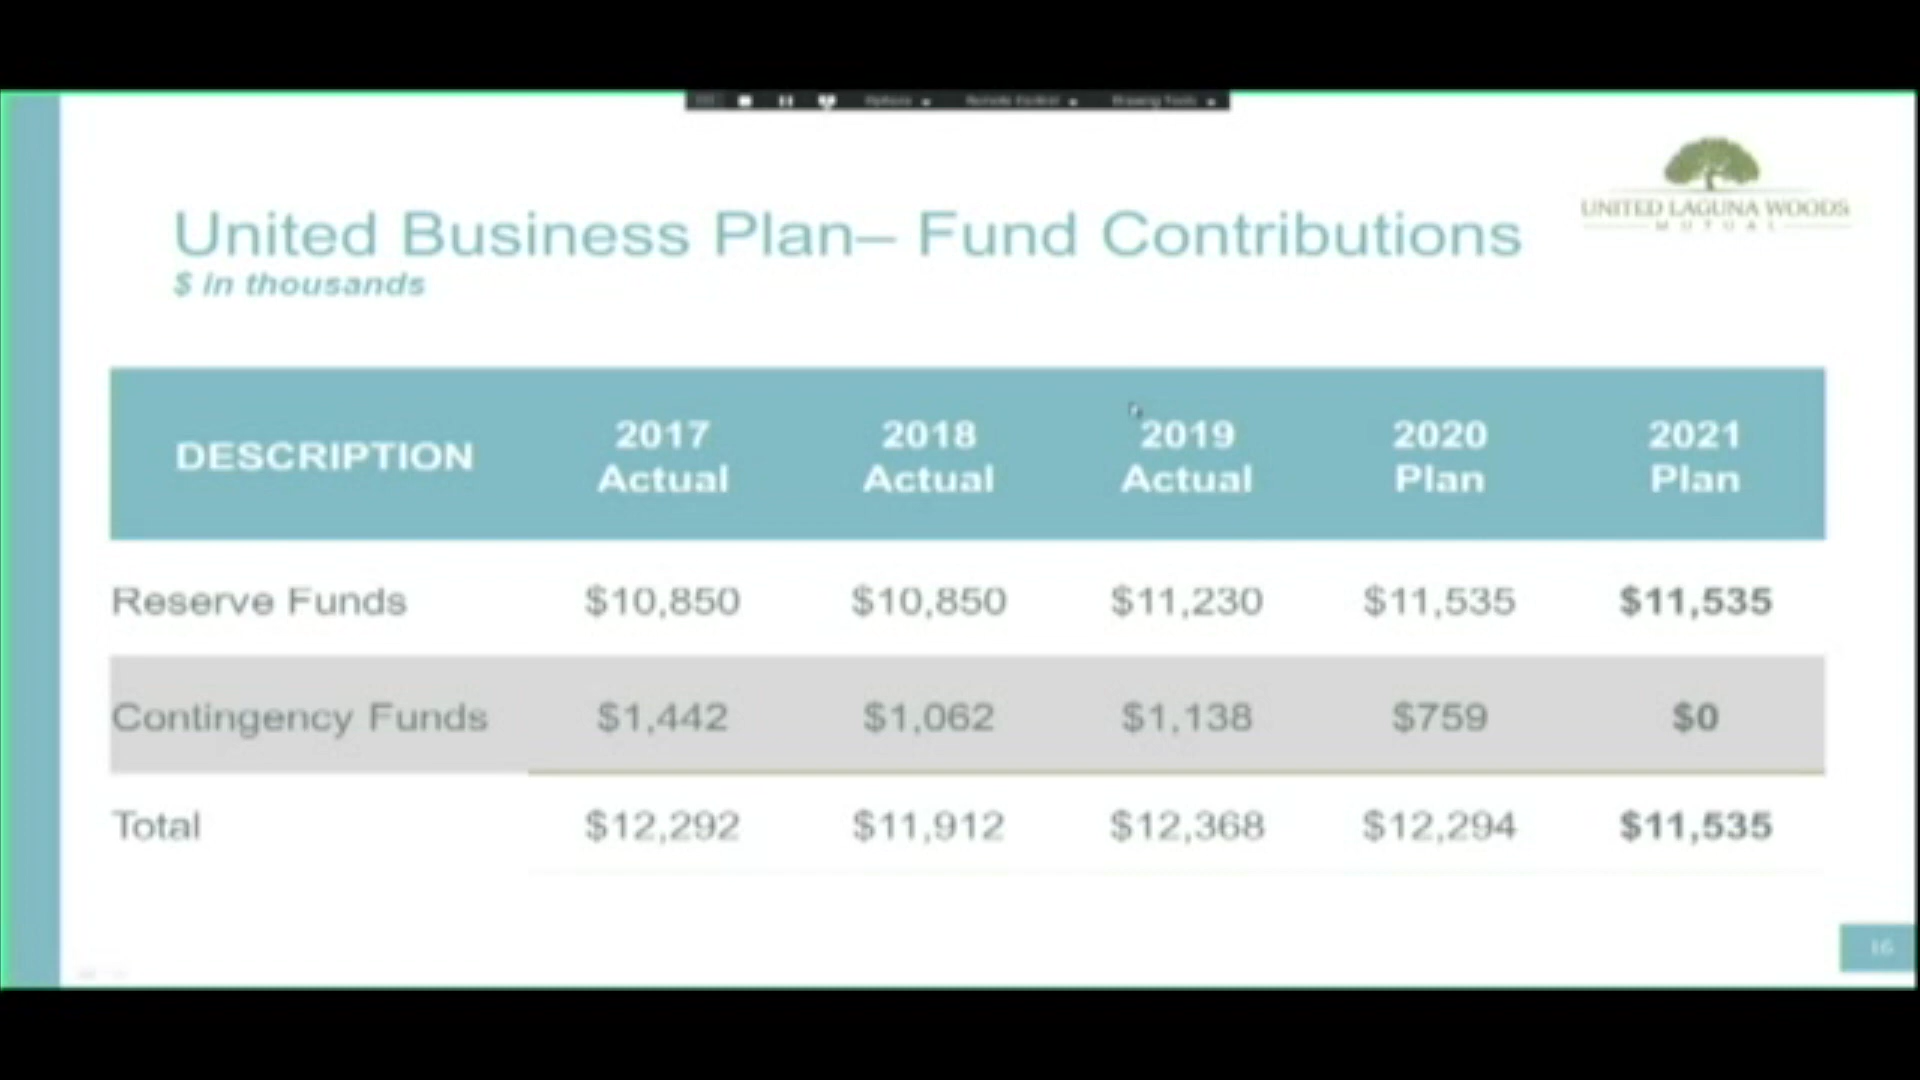 UNITED LAGUNA WOODS
MUTUAL
United Business Plan– Fund Contributions
$ in thousands
DESCRIPTION 2017 Actual 2018 Actual 2019 Actual 2020 Plan 2021 Plan
Reserve Funds $10,850 $10,850 $11,230 $11,535 $11,535
Contingency Funds $1,442 $1,062 $1,138 $759 $0
Total $12,292 $11,912 $12,368 $12,294 $11,535
16